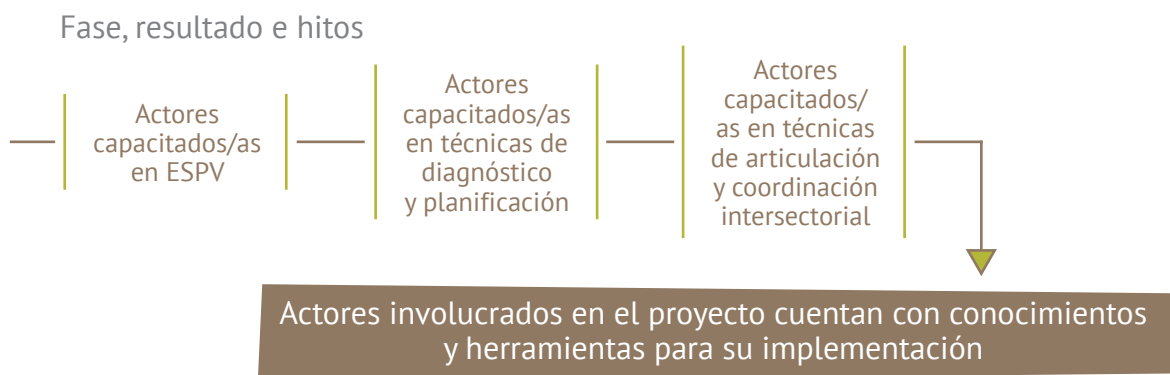 Fase, resultado e hitos
Actores
capacitados/as
en ESPV
Actores
capacitados/as
en técnicas de
diagnóstico
y planificación
Actores
capacitados/
as en técnicas
de articulación
y coordinación
intersectorial
Actores involucrados en el proyecto cuentan con conocimientos
y herramientas para su implementación